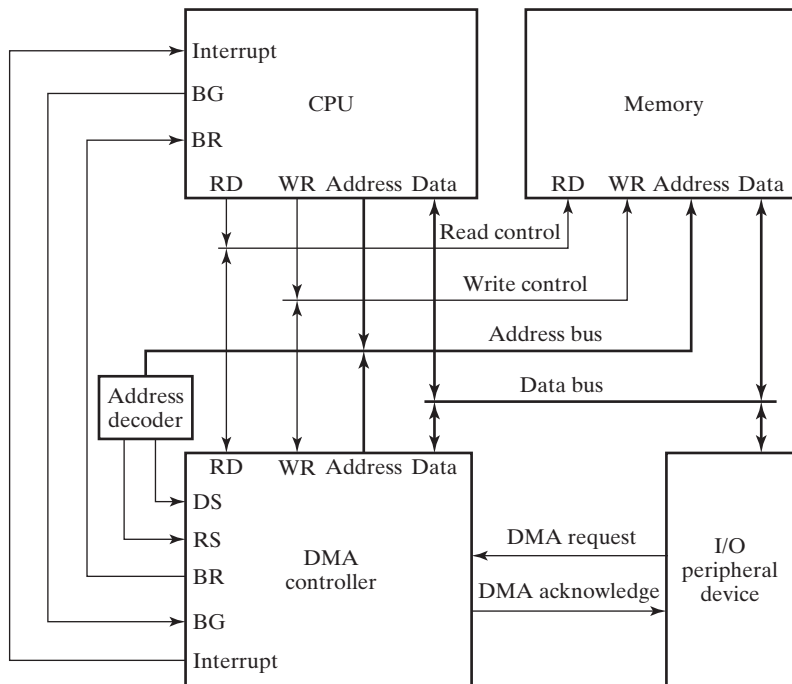 Interrupt
BG
CPU
Memory
BR
RD WR Address Data
RD WR Address Data
Read control
Write control
Address bus
Data bus
Address
decoder
RD WR Address Data
DS
RS
BR
BG
Interrupt
DMA
controller
DMA request
DMA acknowledge
I/O
peripheral
device